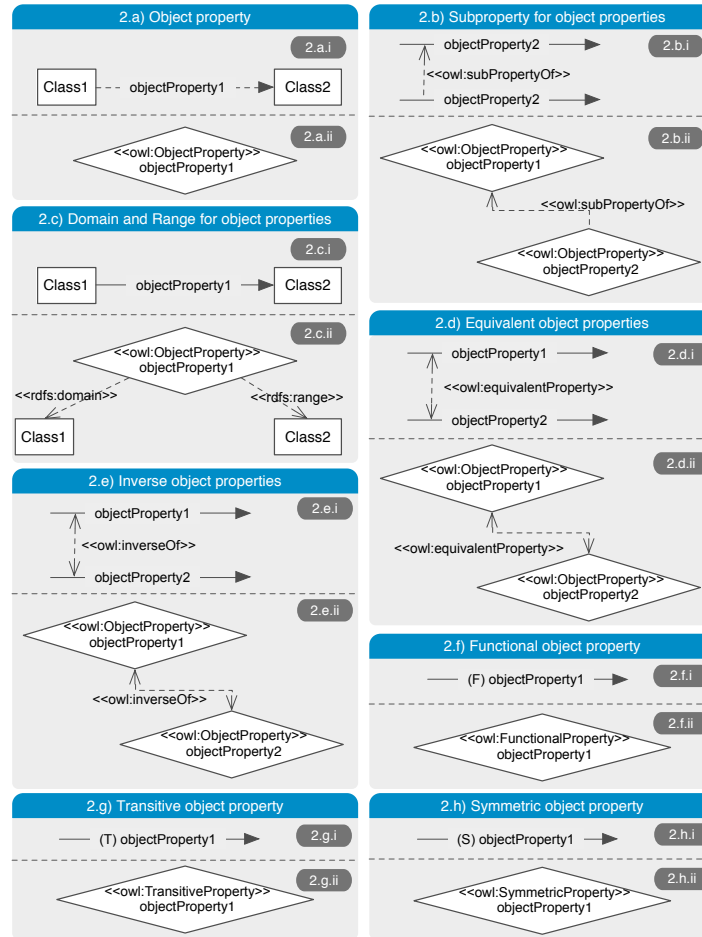 2.a) Object property
2.a.i
Class1 objectProperty1 Class2
2.a.ii
<<owl:ObjectProperty>>
objectProperty1
2.b) Subproperty for object properties
2.b.i
objectProperty2
<<owl:subPropertyOf>>
objectProperty2
2.b.ii
<<owl:ObjectProperty>>
objectProperty1
<<owl:subPropertyOf>>
<<owl:ObjectProperty>>
objectProperty2
2.c) Domain and Range for object properties
2.c.i
Class1 objectProperty1 Class2
2.c.ii
<<owl:ObjectProperty>>
objectProperty1
<<rdfs:domain>> <<rdfs:range>>
Class1 Class2
2.d) Equivalent object properties
2.d.i
objectProperty1
<<owl:equivalentProperty>>
objectProperty2
2.d.ii
<<owl:ObjectProperty>>
objectProperty1
<<owl:equivalentProperty>>
<<owl:ObjectProperty>>
objectProperty2
2.e) Inverse object properties
2.e.i
objectProperty1
<<owl:inverseOf>>
objectProperty2
2.e.ii
<<owl:ObjectProperty>>
objectProperty1
<<owl:inverseOf>>
<<owl:ObjectProperty>>
objectProperty2
2.f) Functional object property
2.f.i
(F) objectProperty1
2.f.ii
<<owl:FunctionalProperty>>
objectProperty1
2.g) Transitive object property
2.g.i
(T) objectProperty1
2.g.ii
<<owl:TransitiveProperty>>
objectProperty1
2.h) Symmetric object property
2.h.i
(S) objectProperty1
2.h.ii
<<owl:SymmetricProperty>>
objectProperty1